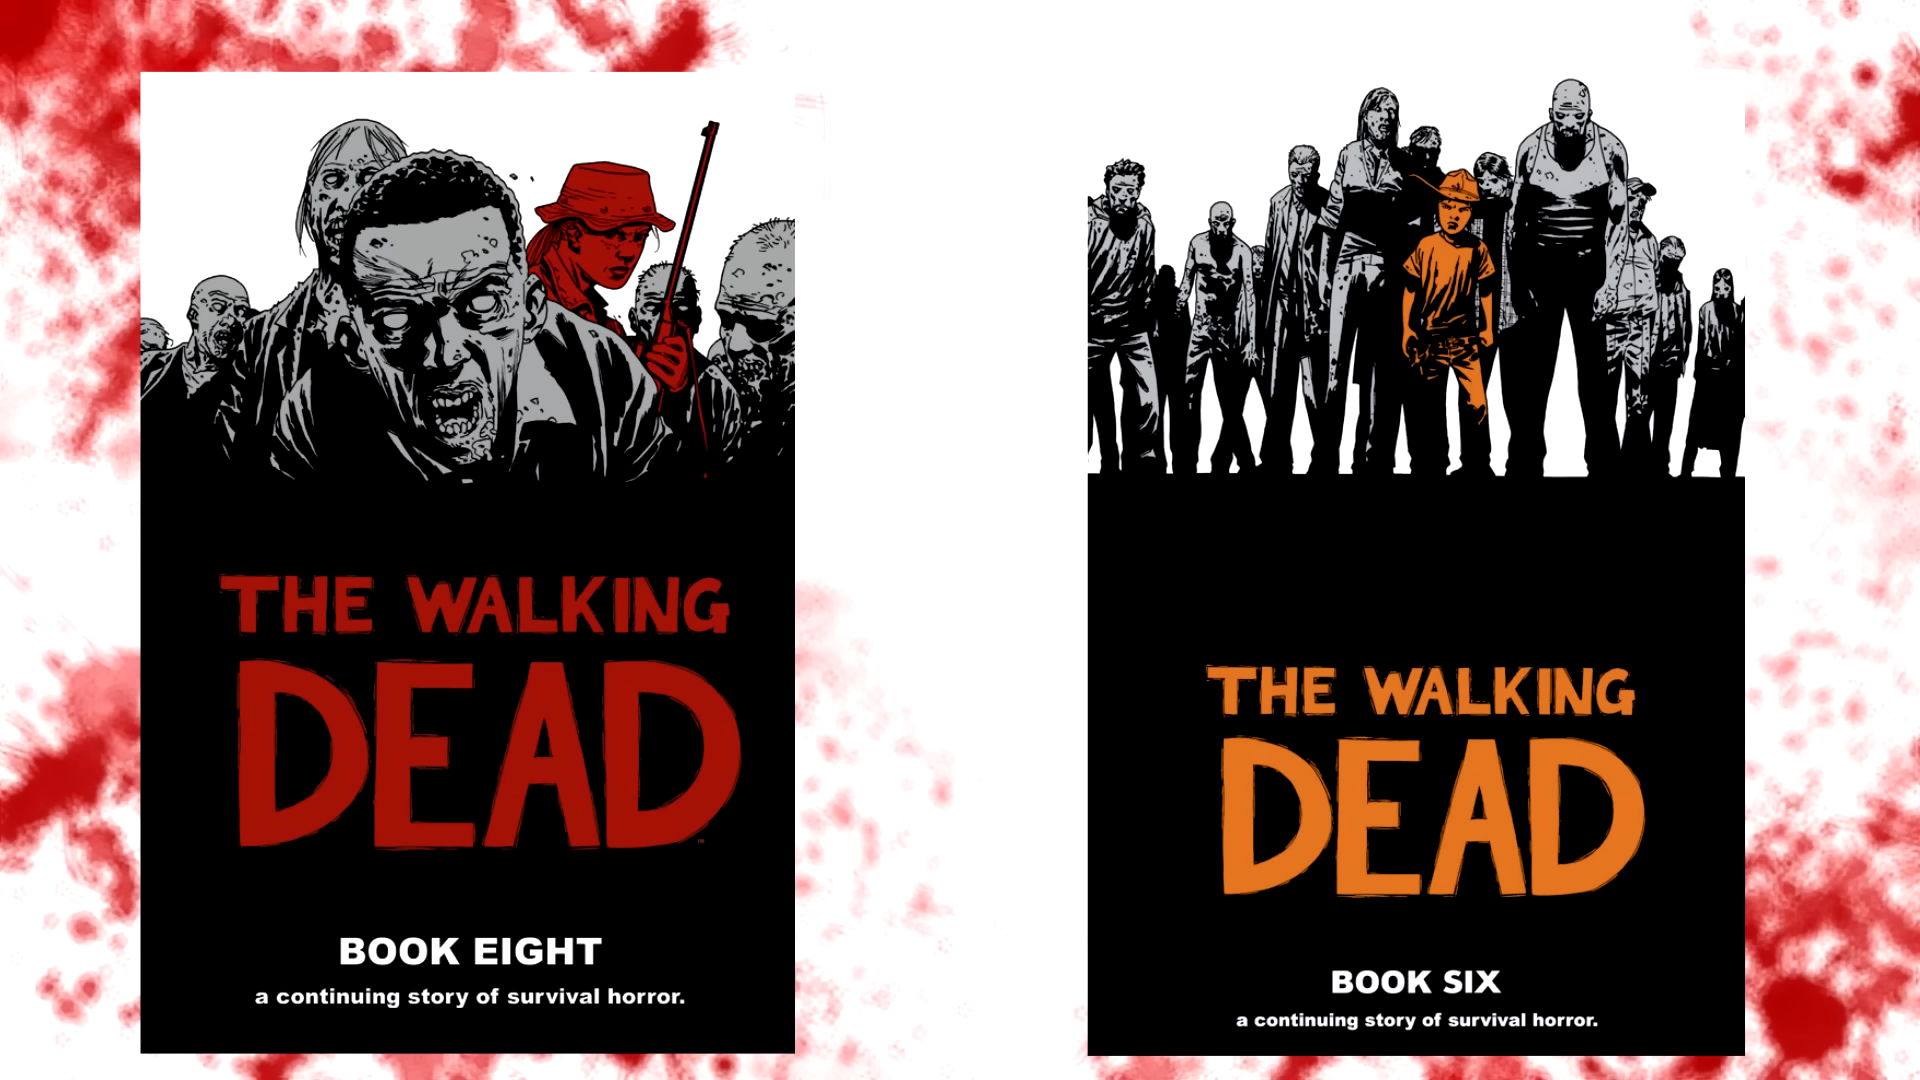 THE WALKING
DEAD
BOOK EIGHT
a continuing story of survival horror.
THE WALKING
DEAD
BOOK SIX
a continuing story of survival horror.